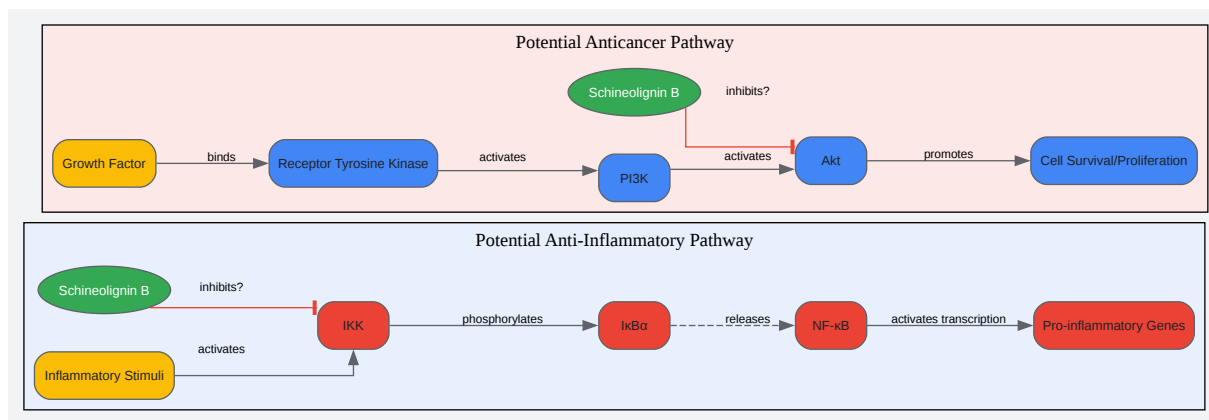 Potential Anticancer Pathway
Schineolignin B
inhibits?
Growth Factor
binds
Receptor Tyrosine Kinase
activates
PI3K
activates
Akt
promotes
Cell Survival/Proliferation
Potential Anti-Inflammatory Pathway
Schineolignin B
inhibits?
IKK
phosphorylates
IκBα
releases
NF-κB
activates transcription
Pro-inflammatory Genes
activates
Inflammatory Stimuli